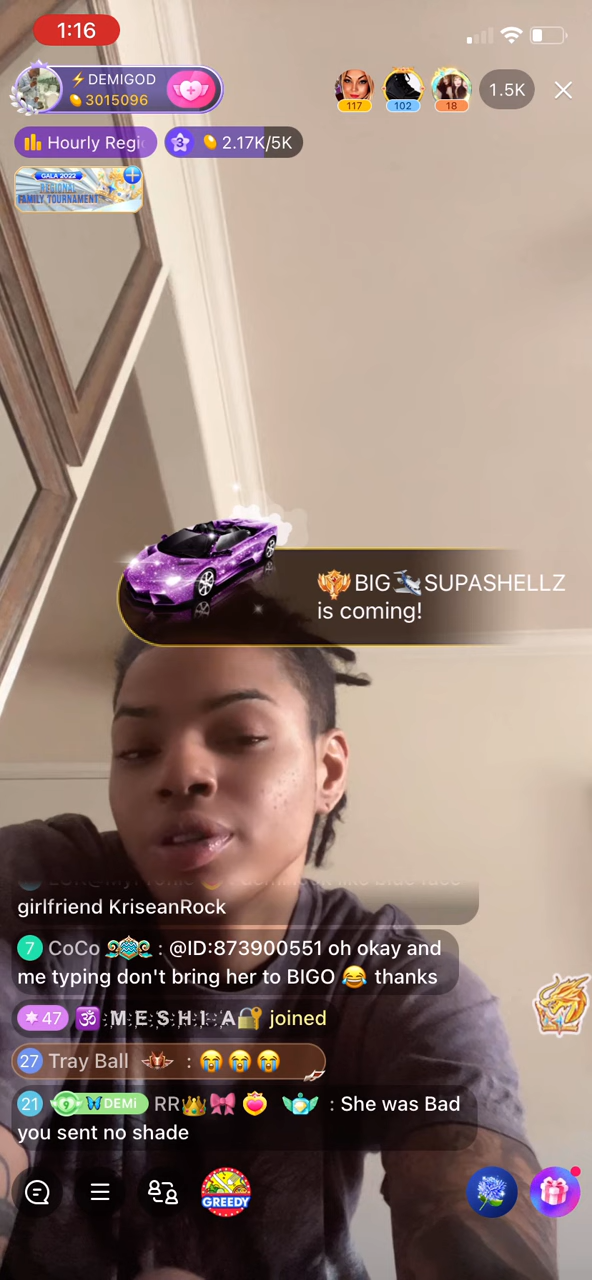 1:16
⚡DEMIGOD
3015096
117
102
18
1.5K
Hourly Regi
3
2.17K/5K
GALA 2022
REGIONAL
FAMILY TOURNAMENT
BIG SUPASHELLZ
is coming!
girlfriend KriseanRock
7 CoCo : @ID:873900551 oh okay and
me typing don't bring her to BIGO 😂 thanks
47 🕉 M E S H I A🔐 joined
27 Tray Ball : 😭😭😭
21 9 🦋DEMi RR👑🎀 : She was Bad
you sent no shade
GREEDY